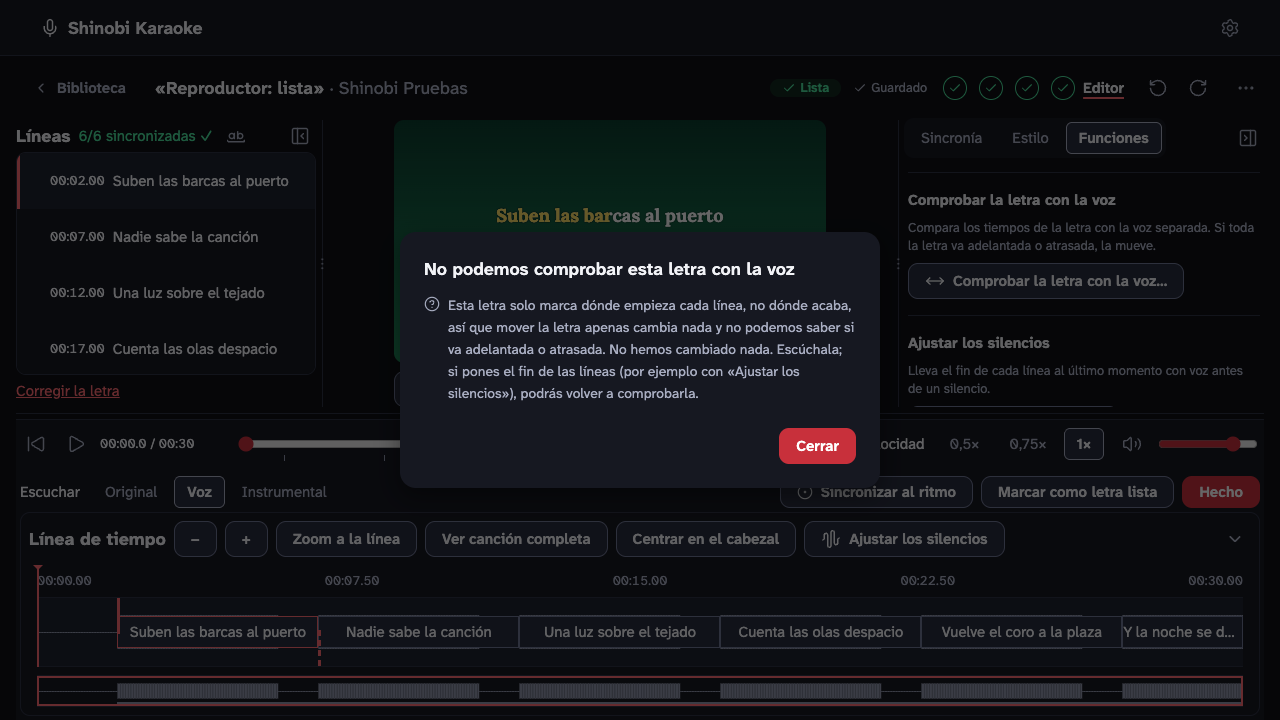 Shinobi Karaoke
Biblioteca
«Reproductor: lista» · Shinobi Pruebas
Lista
Guardado
Editor
Líneas 6/6 sincronizadas
ab
00:02.00 Suben las barcas al puerto
00:07.00 Nadie sabe la canción
00:12.00 Una luz sobre el tejado
00:17.00 Cuenta las olas despacio
Corregir la letra
Suben las barcas al puerto
Sincronía Estilo Funciones
Comprobar la letra con la voz
Compara los tiempos de la letra con la voz separada. Si toda
la letra va adelantada o atrasada, la mueve.
Comprobar la letra con la voz...
Ajustar los silencios
Lleva el fin de cada línea al último momento con voz antes
de un silencio.
No podemos comprobar esta letra con la voz
Esta letra solo marca dónde empieza cada línea, no dónde acaba,
así que mover la letra apenas cambia nada y no podemos saber si
va adelantada o atrasada. No hemos cambiado nada. Escúchala;
si pones el fin de las líneas (por ejemplo con «Ajustar los
silencios»), podrás volver a comprobarla.
Cerrar
00:00.0 / 00:30
ocidad 0,5× 0,75× 1×
Escuchar Original Voz Instrumental
Sincronizar al ritmo
Marcar como letra lista
Hecho
Línea de tiempo
− +
Zoom a la línea
Ver canción completa
Centrar en el cabezal
Ajustar los silencios
00:00.00 00:07.50 00:15.00 00:22.50 00:30.00
Suben las barcas al puerto
Nadie sabe la canción
Una luz sobre el tejado
Cuenta las olas despacio
Vuelve el coro a la plaza
Y la noche se d...